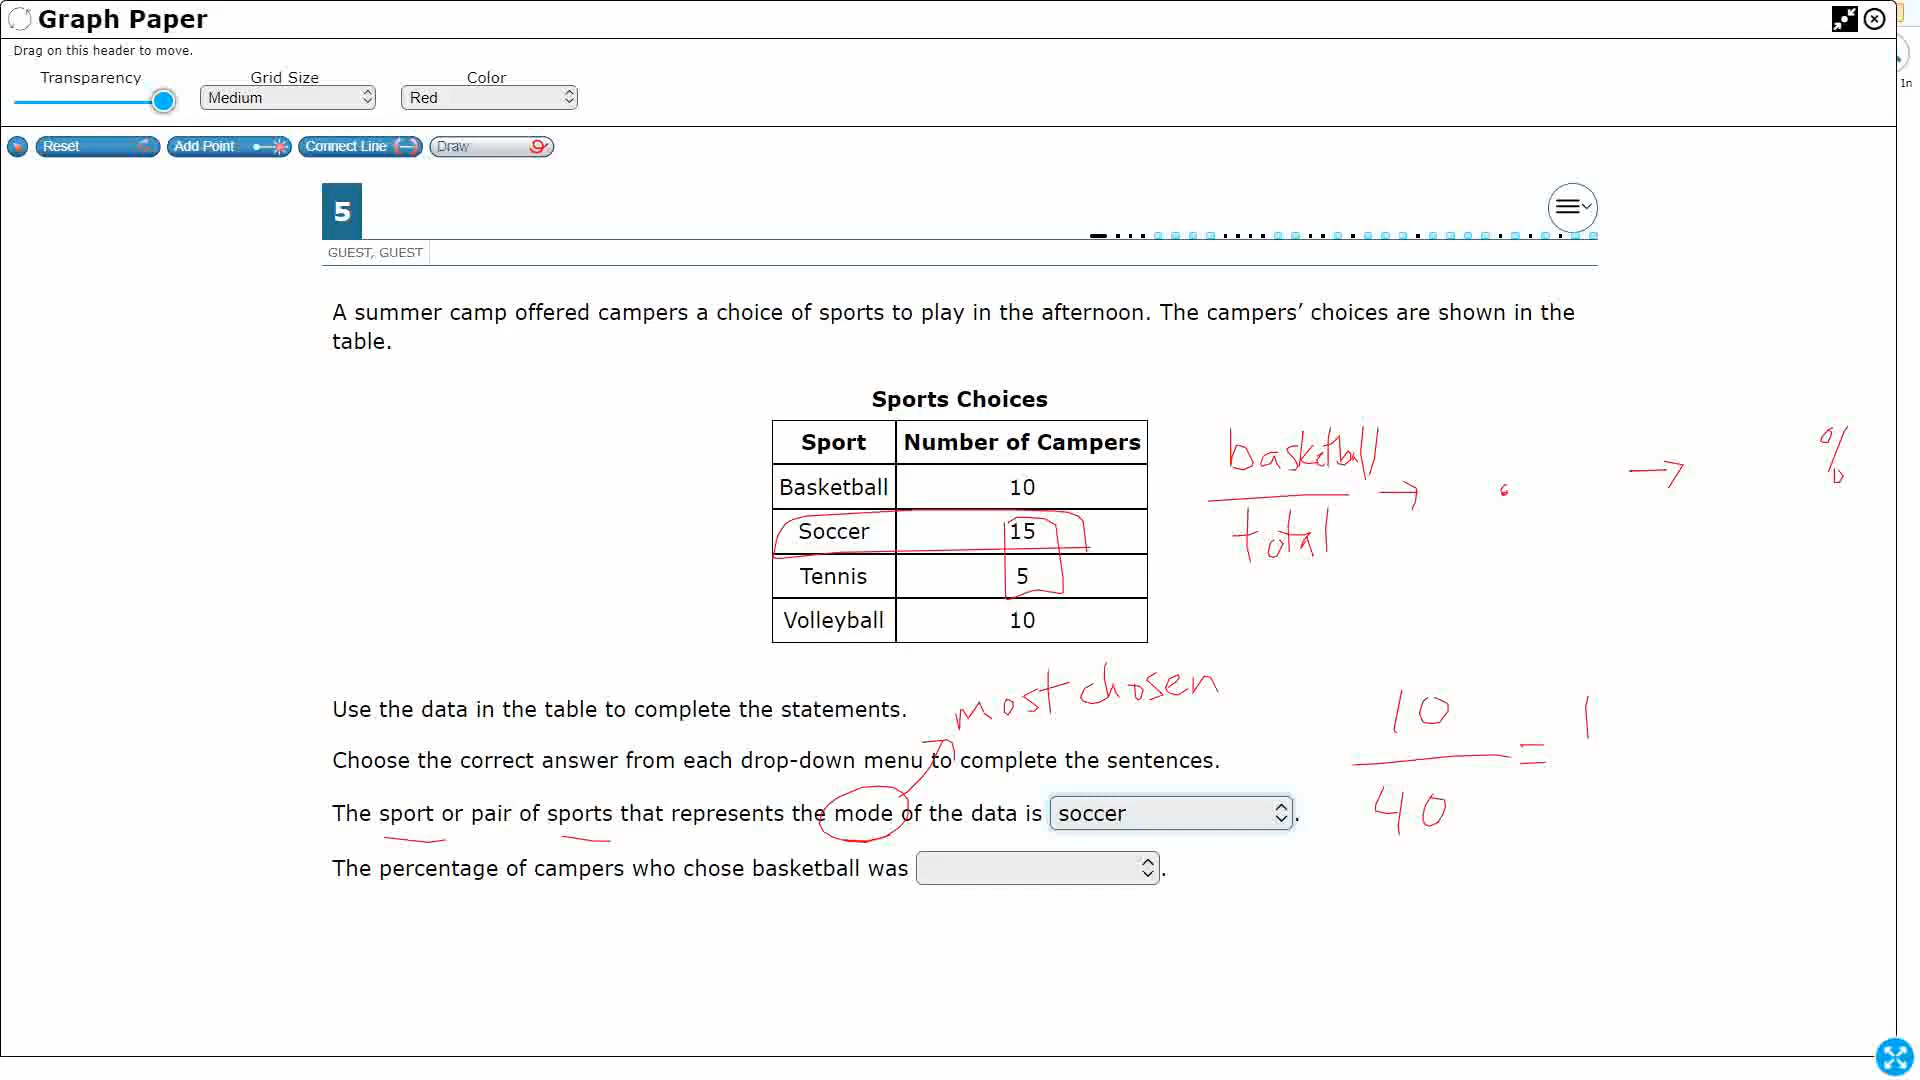 Graph Paper
Drag on this header to move.
Transparency Grid Size Color
Medium Red
Reset Add Point Connect Line Draw
1n
5
GUEST, GUEST
A summer camp offered campers a choice of sports to play in the afternoon. The campers’ choices are shown in the
table.
Sports Choices
Sport Number of Campers
Basketball 10
Soccer 15
Tennis 5
Volleyball 10
basketball
total
→ . → %
most chosen
Use the data in the table to complete the statements.
Choose the correct answer from each drop-down menu to complete the sentences.
The sport or pair of sports that represents the mode of the data is soccer.
The percentage of campers who chose basketball was .
10
40
= 1